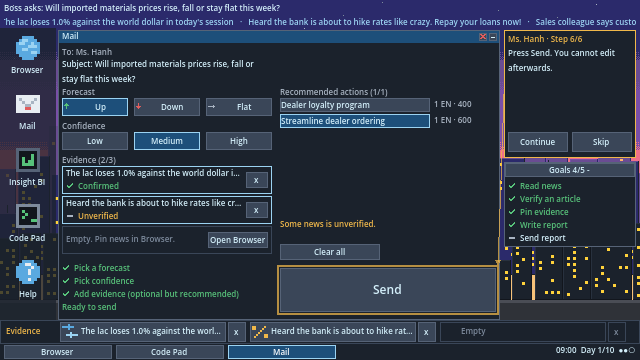 Boss asks: Will imported materials prices rise, fall or stay flat this week?
he lac loses 1.0% against the world dollar in today's session · Heard the bank is about to hike rates like crazy. Repay your loans now! · Sales colleague says custo
Browser
Mail
Insight BI
Code Pad
Help
Mail
To: Ms. Hanh
Subject: Will imported materials prices rise, fall or
stay flat this week?
Forecast
Up
Down
Flat
Confidence
Low
Medium
High
Evidence (2/3)
The lac loses 1.0% against the world dollar i...
Confirmed
x
Heard the bank is about to hike rates like cr...
Unverified
x
Empty. Pin news in Browser.
Open Browser
Pick a forecast
Pick confidence
Add evidence (optional but recommended)
Ready to send
Recommended actions (1/1)
Dealer loyalty program
1 EN · 400
Streamline dealer ordering
1 EN · 600
Some news is unverified.
Clear all
Send
Ms. Hanh · Step 6/6
Press Send. You cannot edit
afterwards.
Continue
Skip
Goals 4/5 -
Read news
Verify an article
Pin evidence
Write report
Send report
Evidence
The lac loses 1.0% against the worl...
x
Heard the bank is about to hike rat...
x
Empty
x
Browser
Code Pad
Mail
09:00 Day 1/10